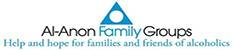 Al-Anon Family Groups
Help and hope for families and friends of alcoholics